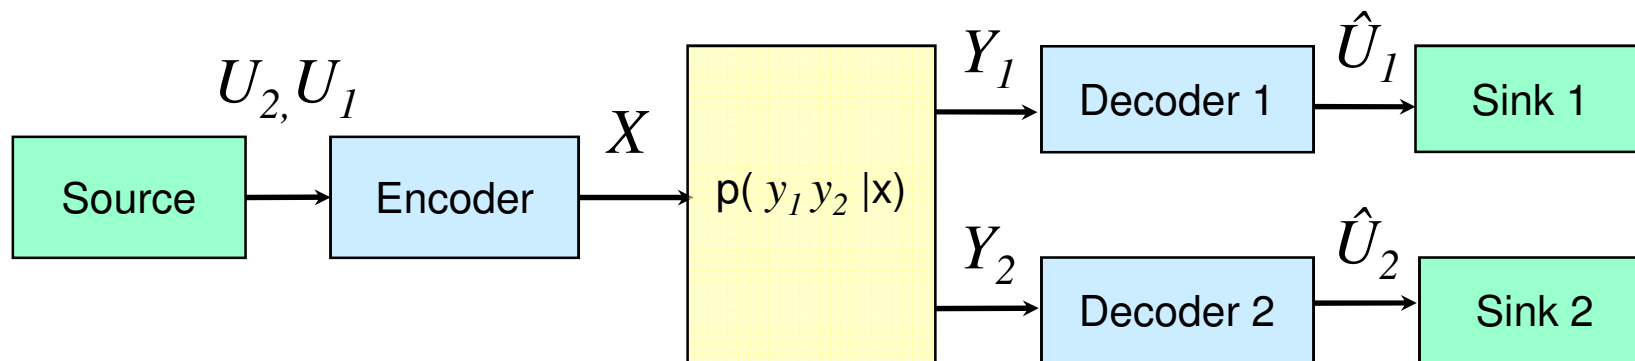 U₂,U₁
X
Y₁
Û₁
Source
Encoder
p( y₁ y₂ |x)
Decoder 1
Sink 1
Y₂
Û₂
Decoder 2
Sink 2